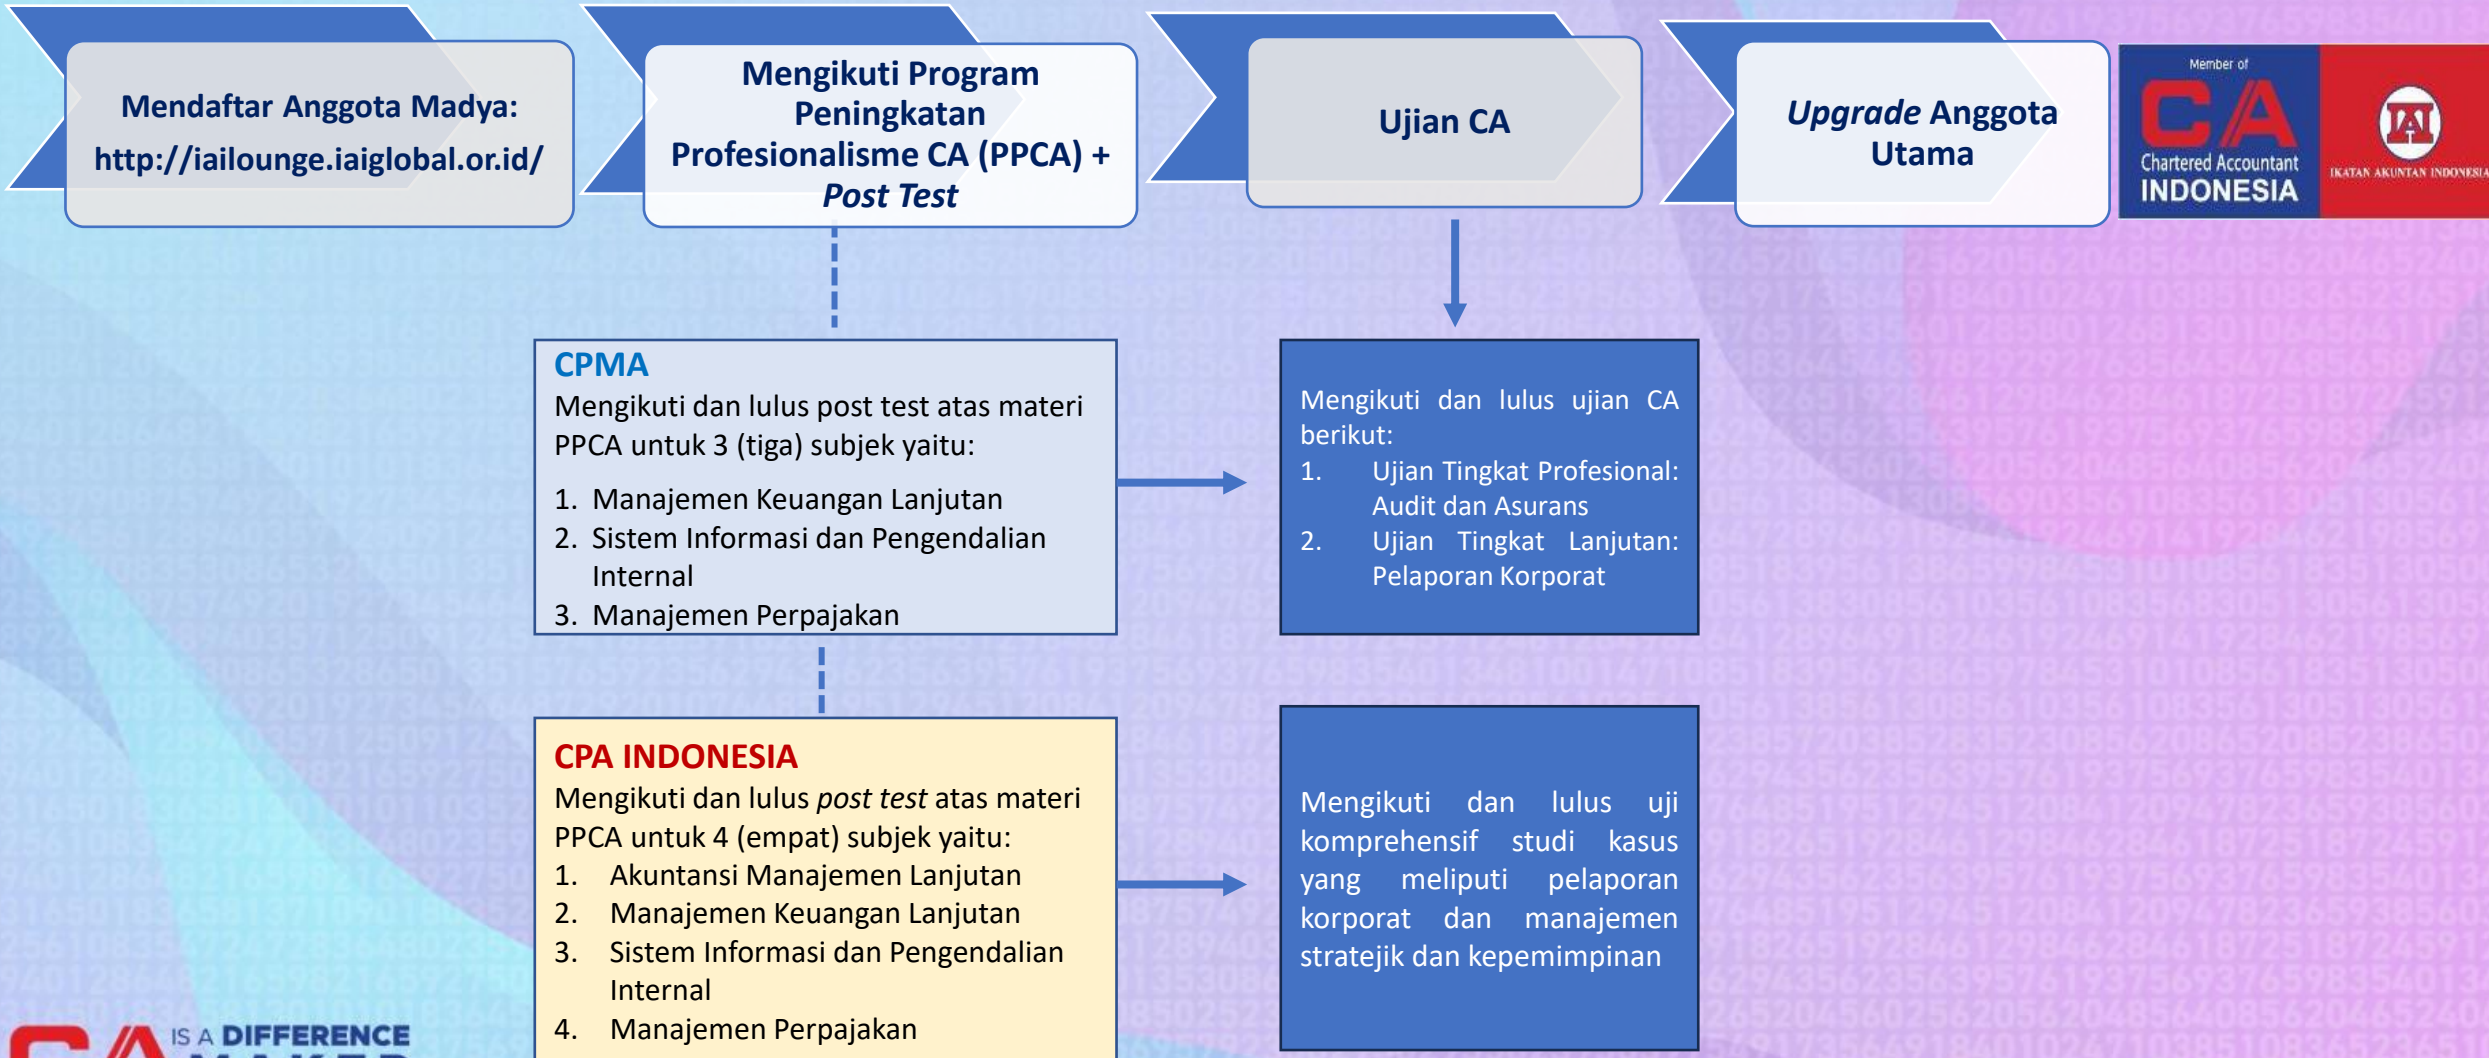 Mendaftar Anggota Madya:
http://iailounge.iaiglobal.or.id/
Mengikuti Program
Peningkatan
Profesionalisme CA (PPCA) +
Post Test
Ujian CA
Upgrade Anggota
Utama
Member of
CA
Chartered Accountant
INDONESIA
IAI
IKATAN AKUNTAN INDONESIA
CPMA
Mengikuti dan lulus post test atas materi
PPCA untuk 3 (tiga) subjek yaitu:
1. Manajemen Keuangan Lanjutan
2. Sistem Informasi dan Pengendalian
Internal
3. Manajemen Perpajakan
Mengikuti dan lulus ujian CA
berikut:
1. Ujian Tingkat Profesional:
Audit dan Asurans
2. Ujian Tingkat Lanjutan:
Pelaporan Korporat
CPA INDONESIA
Mengikuti dan lulus post test atas materi
PPCA untuk 4 (empat) subjek yaitu:
1. Akuntansi Manajemen Lanjutan
2. Manajemen Keuangan Lanjutan
3. Sistem Informasi dan Pengendalian
Internal
4. Manajemen Perpajakan
Mengikuti dan lulus uji
komprehensif studi kasus
yang meliputi pelaporan
korporat dan manajemen
stratejik dan kepemimpinan
CA IS A DIFFERENCE
MAKER